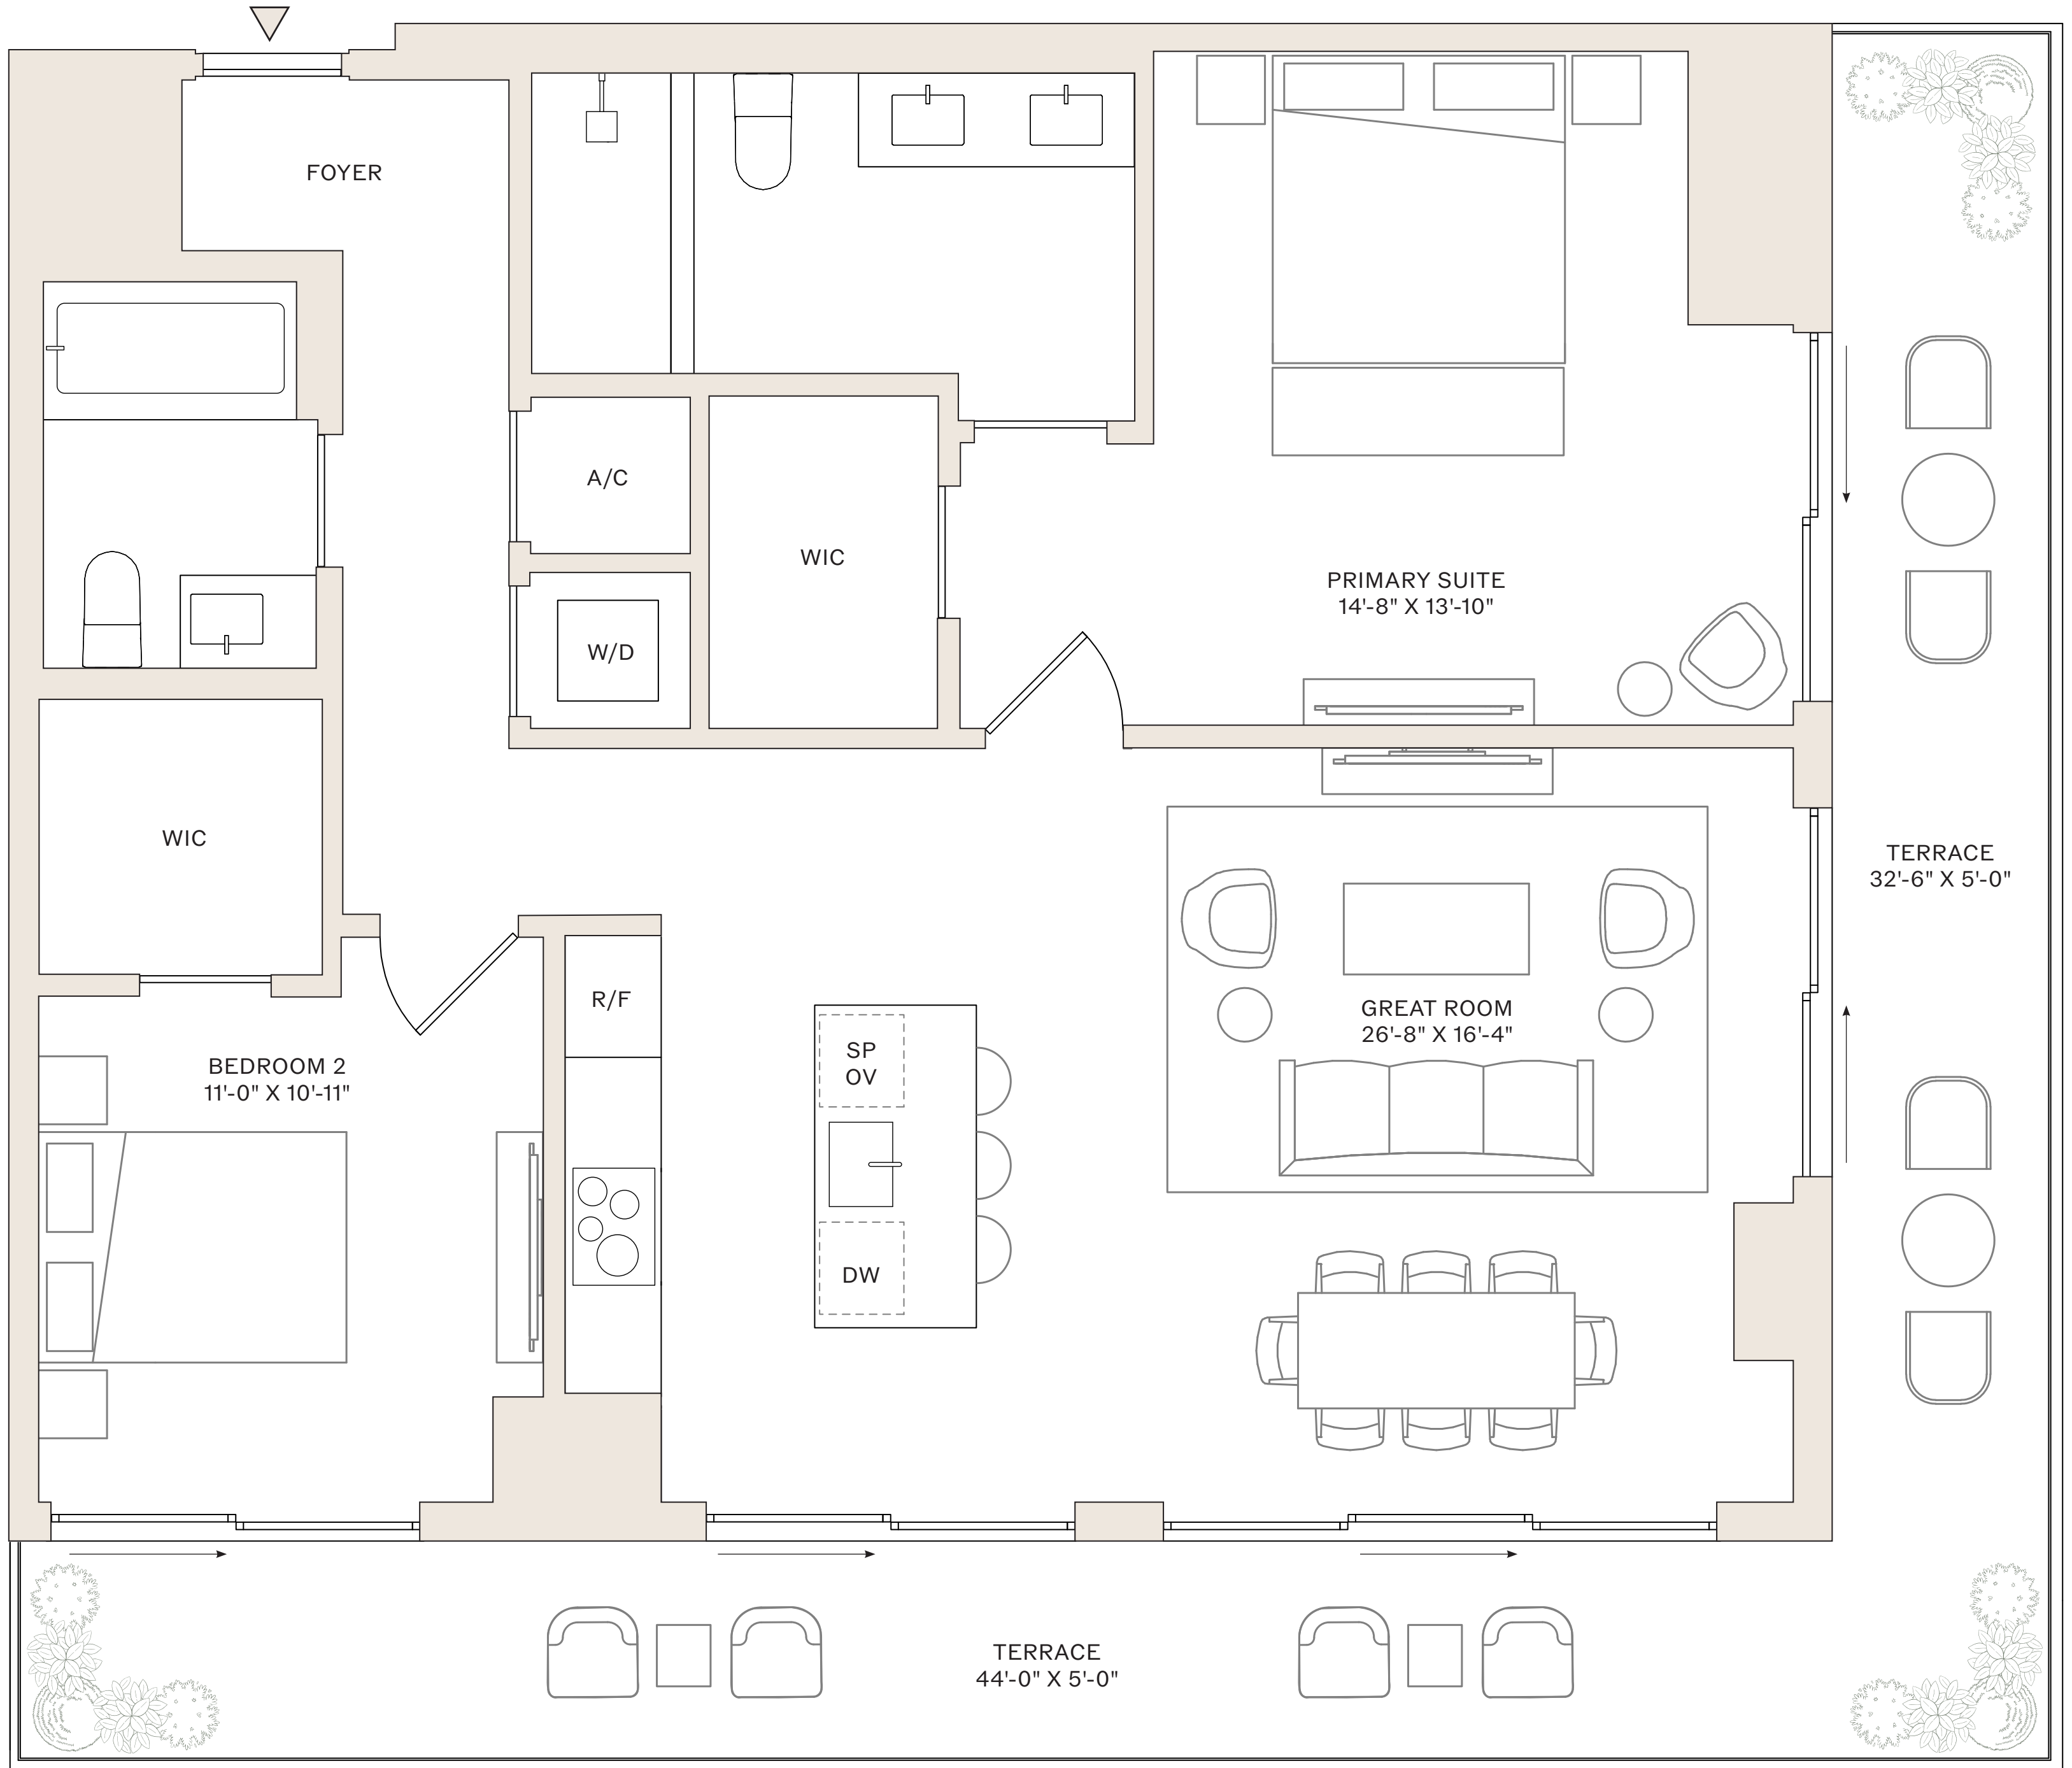 FOYER
A/C
WIC
PRIMARY SUITE
14'-8" X 13'-10"
W/D
WIC
TERRACE
32'-6" X 5'-0"
R/F
SP
OV
GREAT ROOM
26'-8" X 16'-4"
BEDROOM 2
11'-0" X 10'-11"
DW
TERRACE
44'-0" X 5'-0"